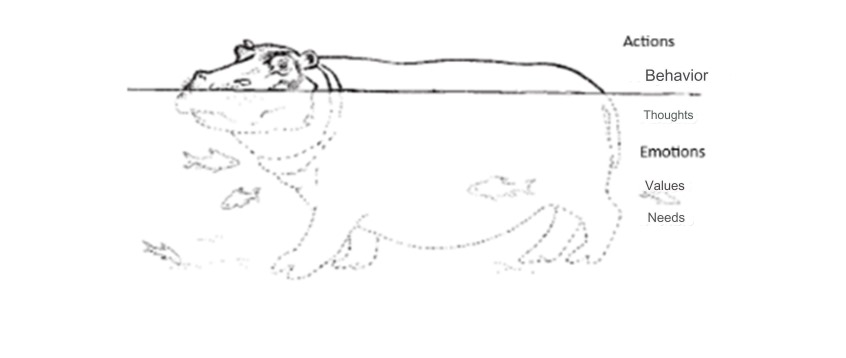 Actions
Behavior
Thoughts
Emotions
Values
Needs